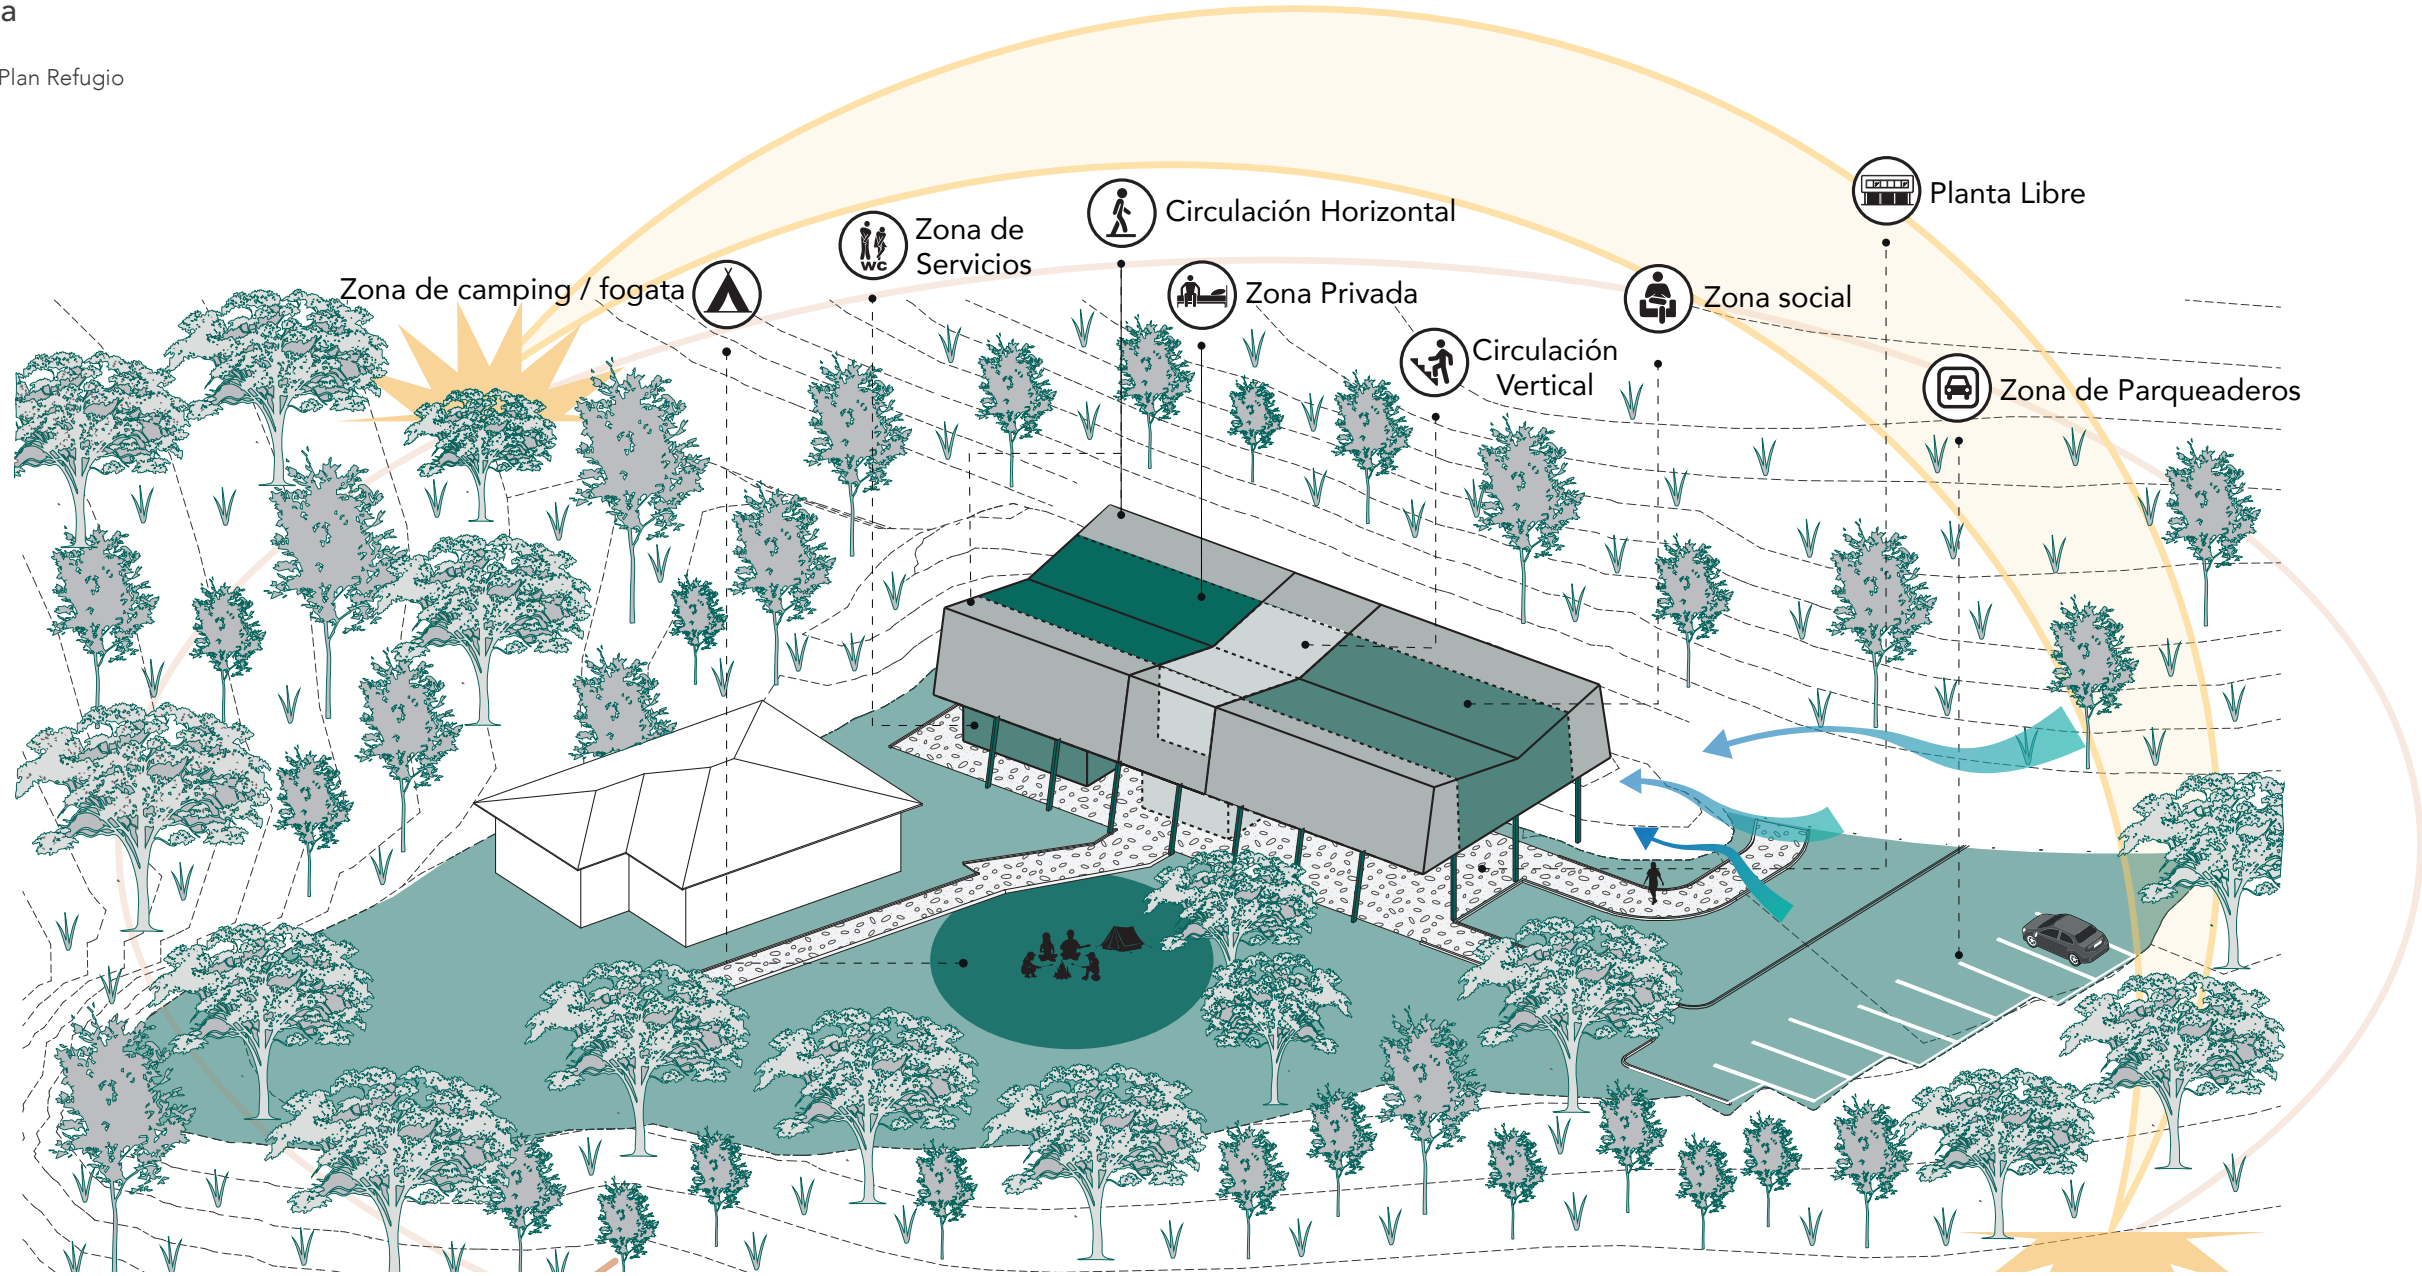 a
Plan Refugio
Planta Libre
Circulación Horizontal
Zona de
Servicios
WC
Zona de camping / fogata
Zona Privada
Zona social
Circulación
Vertical
Zona de Parqueaderos